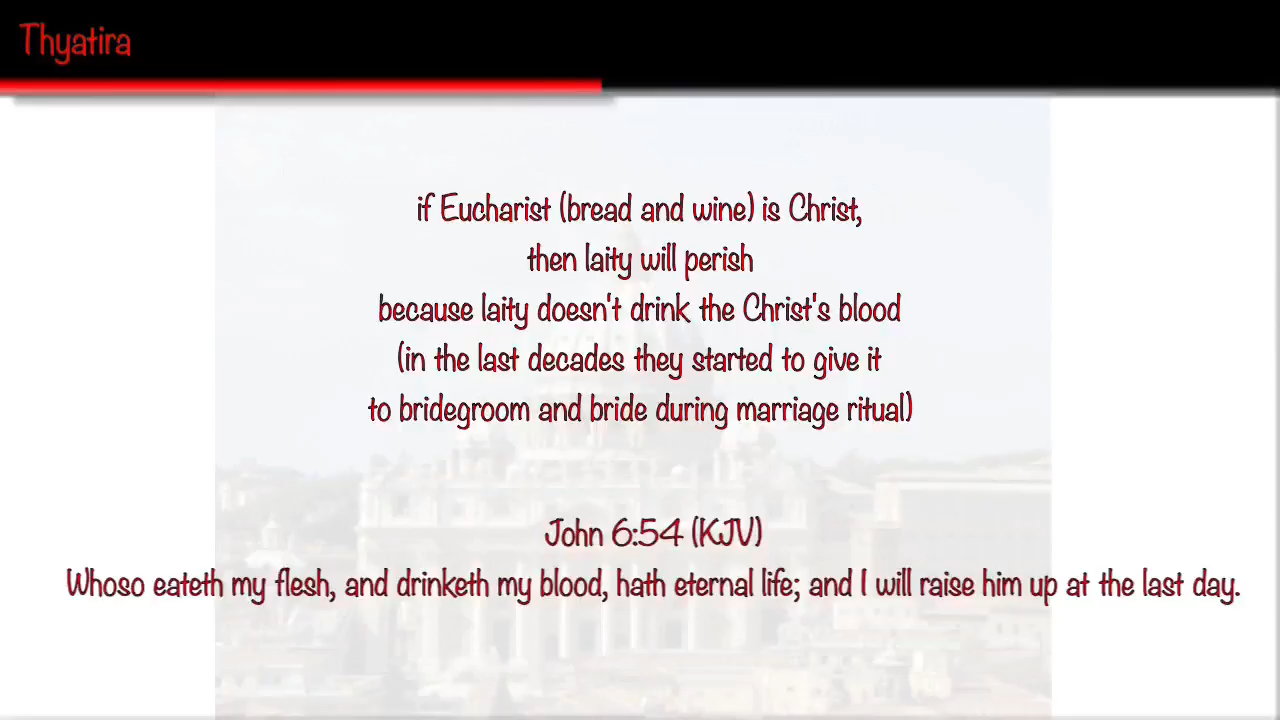 Thyatira
if Eucharist (bread and wine) is Christ,
then laity will perish
because laity doesn't drink the Christ's blood
(in the last decades they started to give it
to bridegroom and bride during marriage ritual)
John 6:54 (KJV)
Whoso eateth my flesh, and drinketh my blood, hath eternal life; and I will raise him up at the last day.